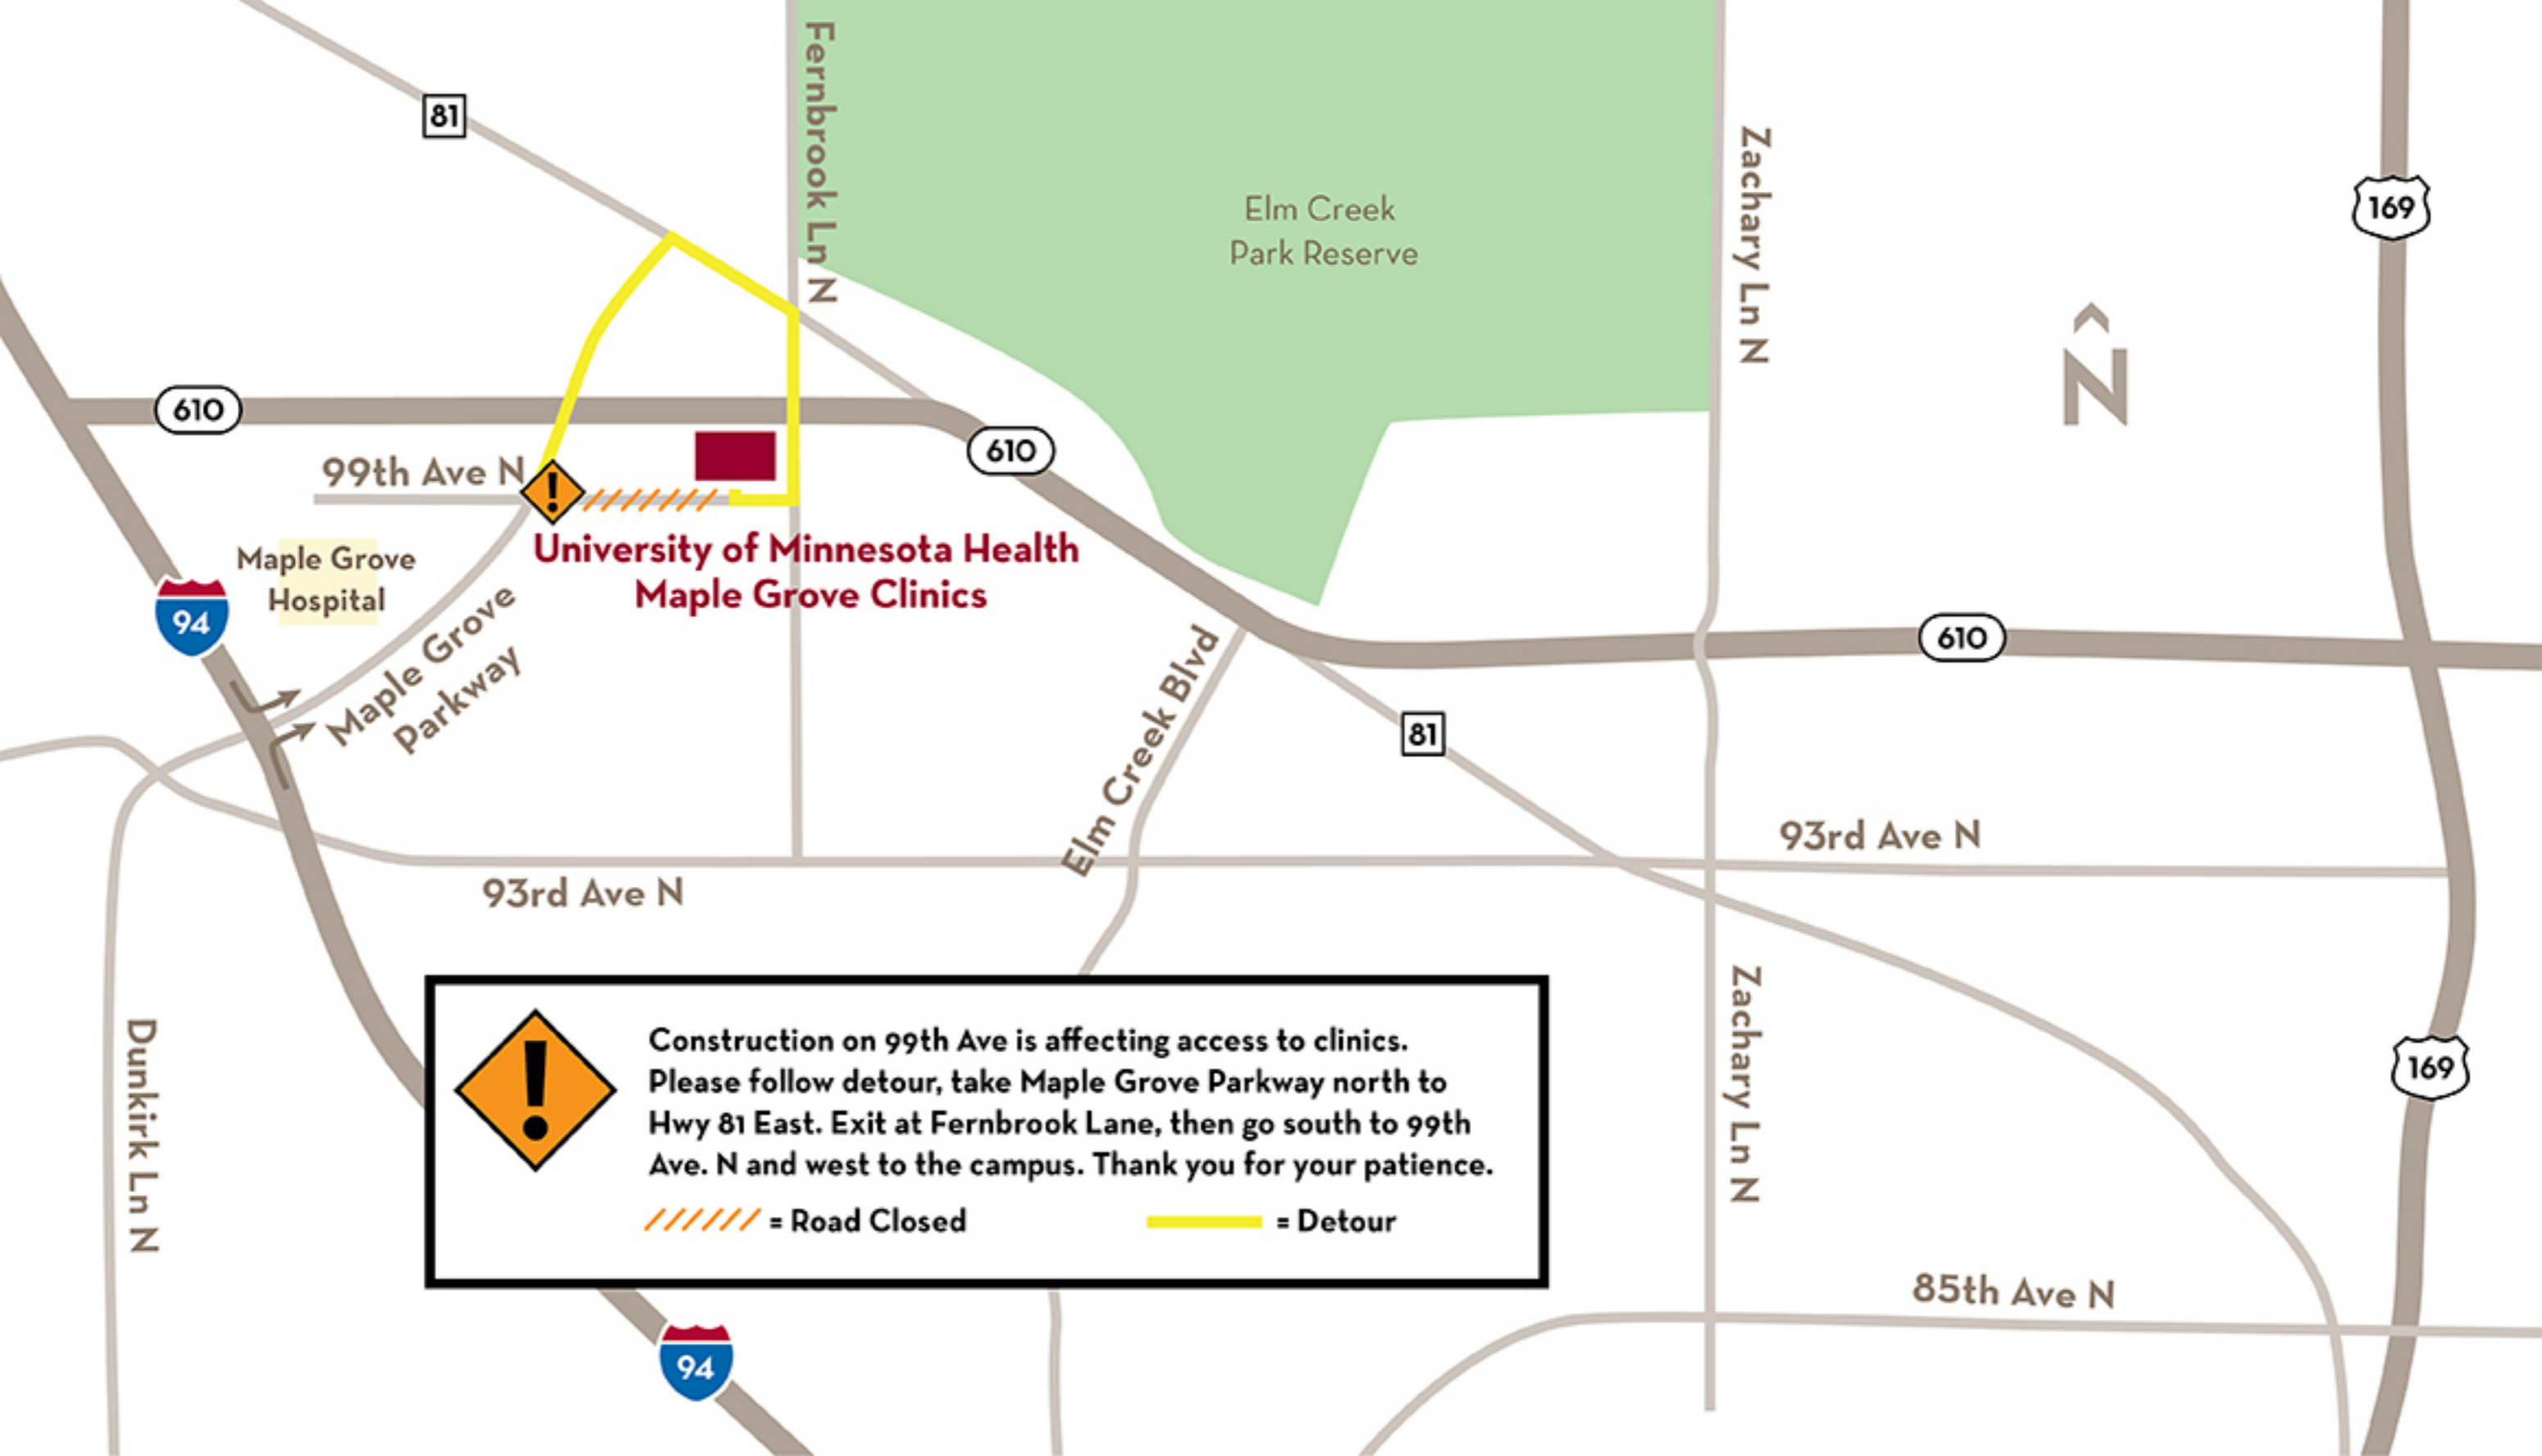 Fernbrook Ln N
81
Elm Creek
Park Reserve
Zachary Ln N
169
N
610
99th Ave N
!
610
University of Minnesota Health
Maple Grove Clinics
Maple Grove
Hospital
94
Maple Grove
Parkway
Elm Creek Blvd
610
81
93rd Ave N
93rd Ave N
Dunkirk Ln N
Zachary Ln N
169
!
Construction on 99th Ave is affecting access to clinics.
Please follow detour, take Maple Grove Parkway north to
Hwy 81 East. Exit at Fernbrook Lane, then go south to 99th
Ave. N and west to the campus. Thank you for your patience.
= Road Closed
= Detour
85th Ave N
94